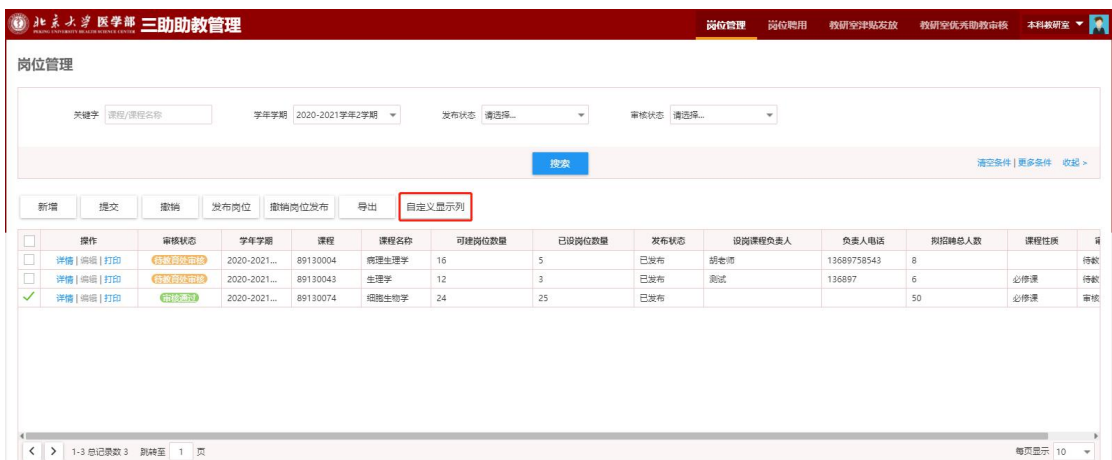 北京大学 医学部 三助助教管理 岗位管理 岗位聘用 教研室津贴发放 教研室优秀助教审核 本科教研室
PEKING UNIVERSITY HEALTH SCIENCE CENTER
岗位管理
关键字 课程/课程名称 学年学期 2020-2021学年2学期 发布状态 请选择... 审核状态 请选择...
搜索 清空条件 | 更多条件 收起 >
新增 提交 撤销 发布岗位 撤销岗位发布 导出 自定义显示列
操作 审核状态 学年学期 课程 课程名称 可建岗位数量 已设岗位数量 发布状态 设岗课程负责人 负责人电话 拟招聘总人数 课程性质
详情 | 编辑 | 打印 待教育处审核 2020-2021... 89130004 病理生理学 16 5 已发布 胡老师 13689758543 8 待教
详情 | 编辑 | 打印 待教育处审核 2020-2021... 89130043 生理学 12 3 已发布 测试 136897 6 必修课 待教
详情 | 编辑 | 打印 审核通过 2020-2021... 89130074 细胞生物学 24 25 已发布 50 必修课 审核
1-3 总记录数 3 跳转至 1 页 每页显示 10